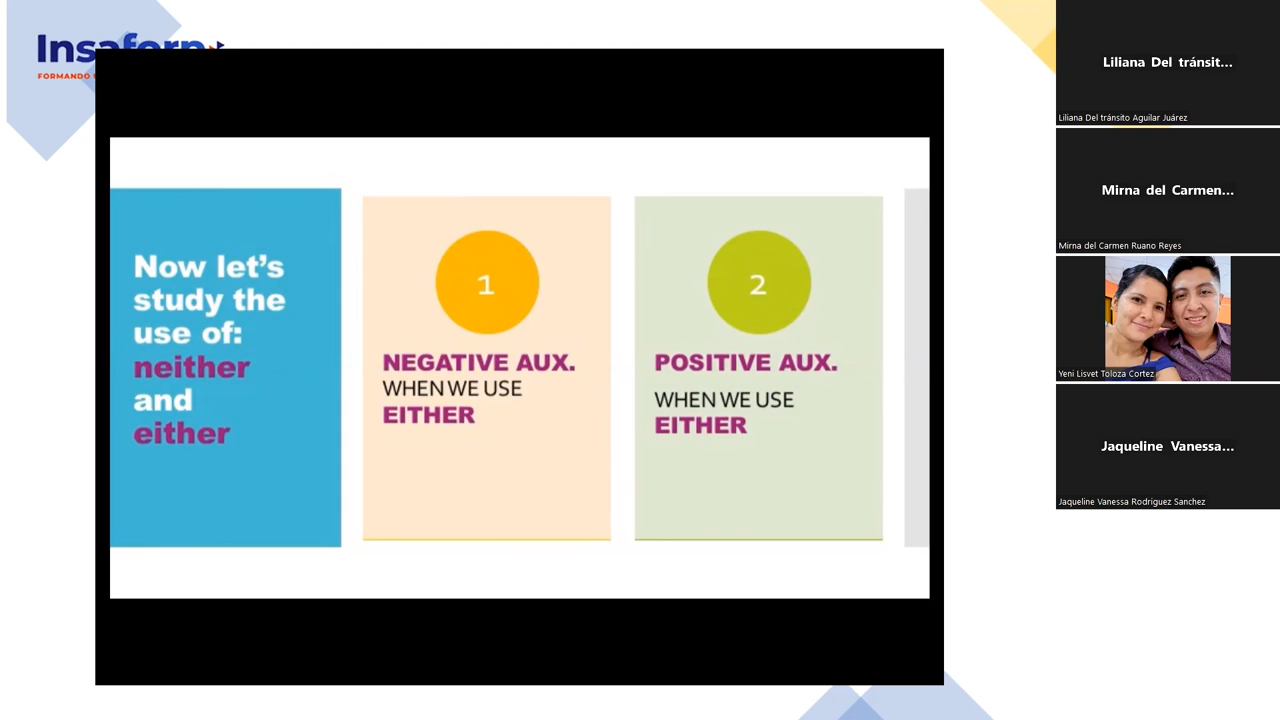 Now let's
study the
use of:
neither
and
either
1
NEGATIVE AUX.
WHEN WE USE
EITHER
2
POSITIVE AUX.
WHEN WE USE
EITHER
Liliana Del tránsit...
Liliana Del tránsito Aguilar Juárez
Mirna del Carmen...
Mirna del Carmen Ruano Reyes
Yeni Lisvet Toloza Cortez
Jaqueline Vanessa...
Jaqueline Vanessa Rodríguez Sanchez
Insaforp
FORMANDO